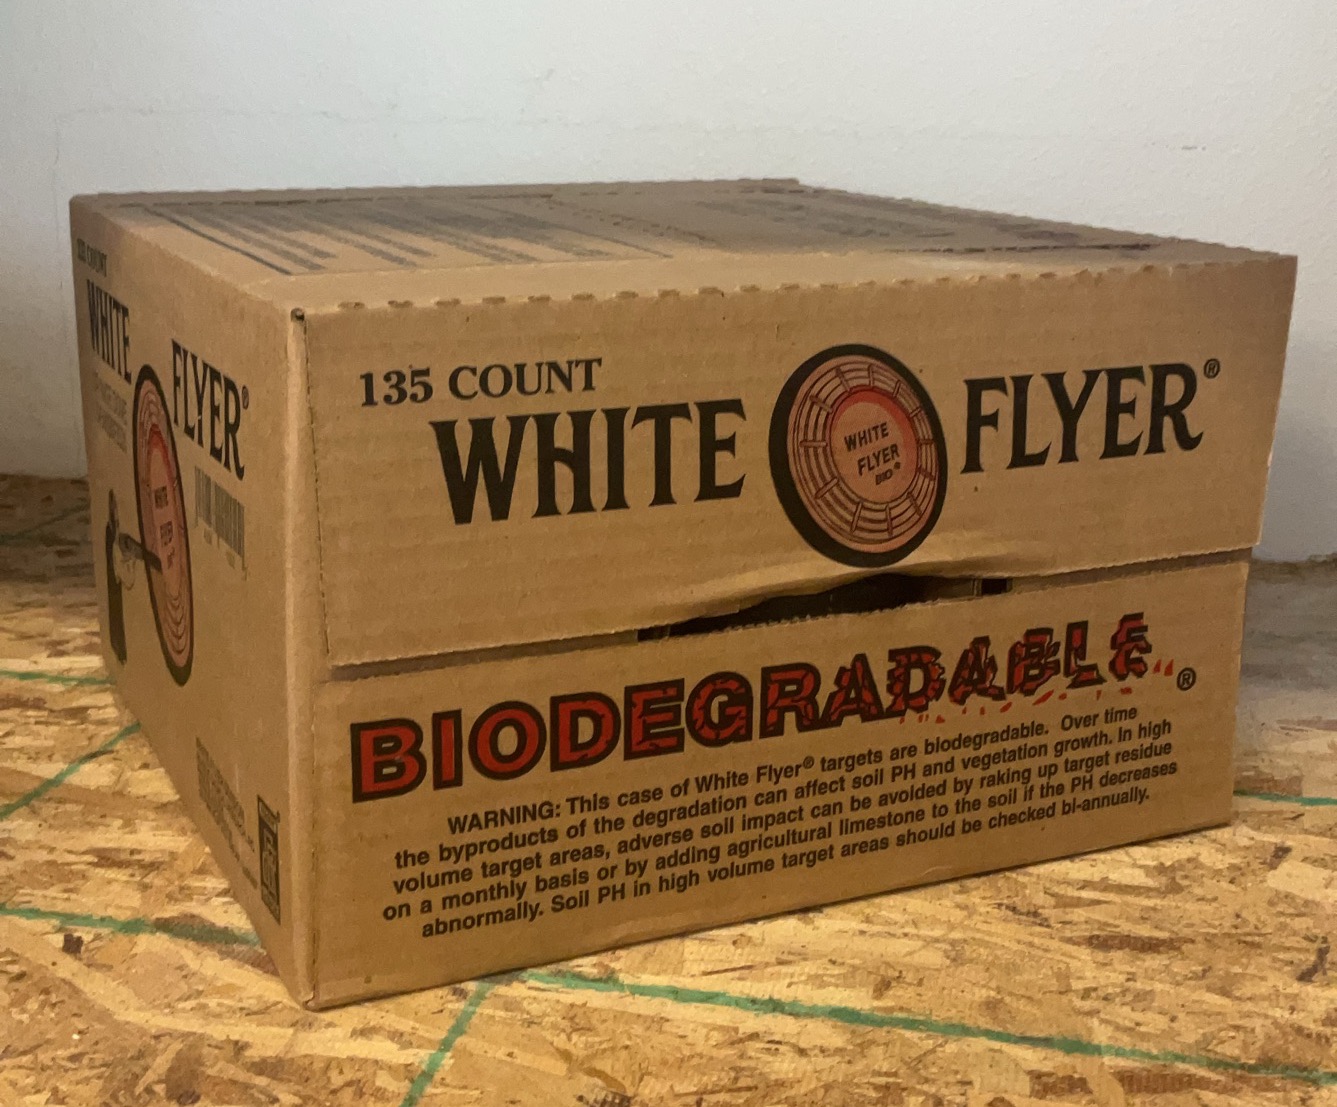 135 COUNT
WHITE FLYER®
WHITE
FLYER
BIO®
BIODEGRADABLE®
WARNING: This case of White Flyer® targets are biodegradable. Over time
the byproducts of the degradation can affect soil PH and vegetation growth. In high
volume target areas, adverse soil impact can be avoided by raking up target residue
on a monthly basis or by adding agricultural limestone to the soil if the PH decreases
abnormally. Soil PH in high volume target areas should be checked bi-annually.
135 COUNT
WHITE FLYER®
WHITE
FLYER